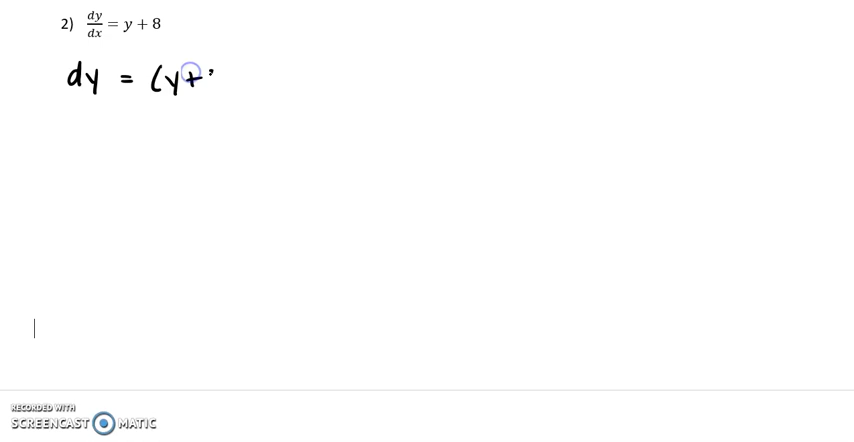 2) dy/dx = y + 8
dy = (y+
RECORDED WITH
SCREENCAST MATIC